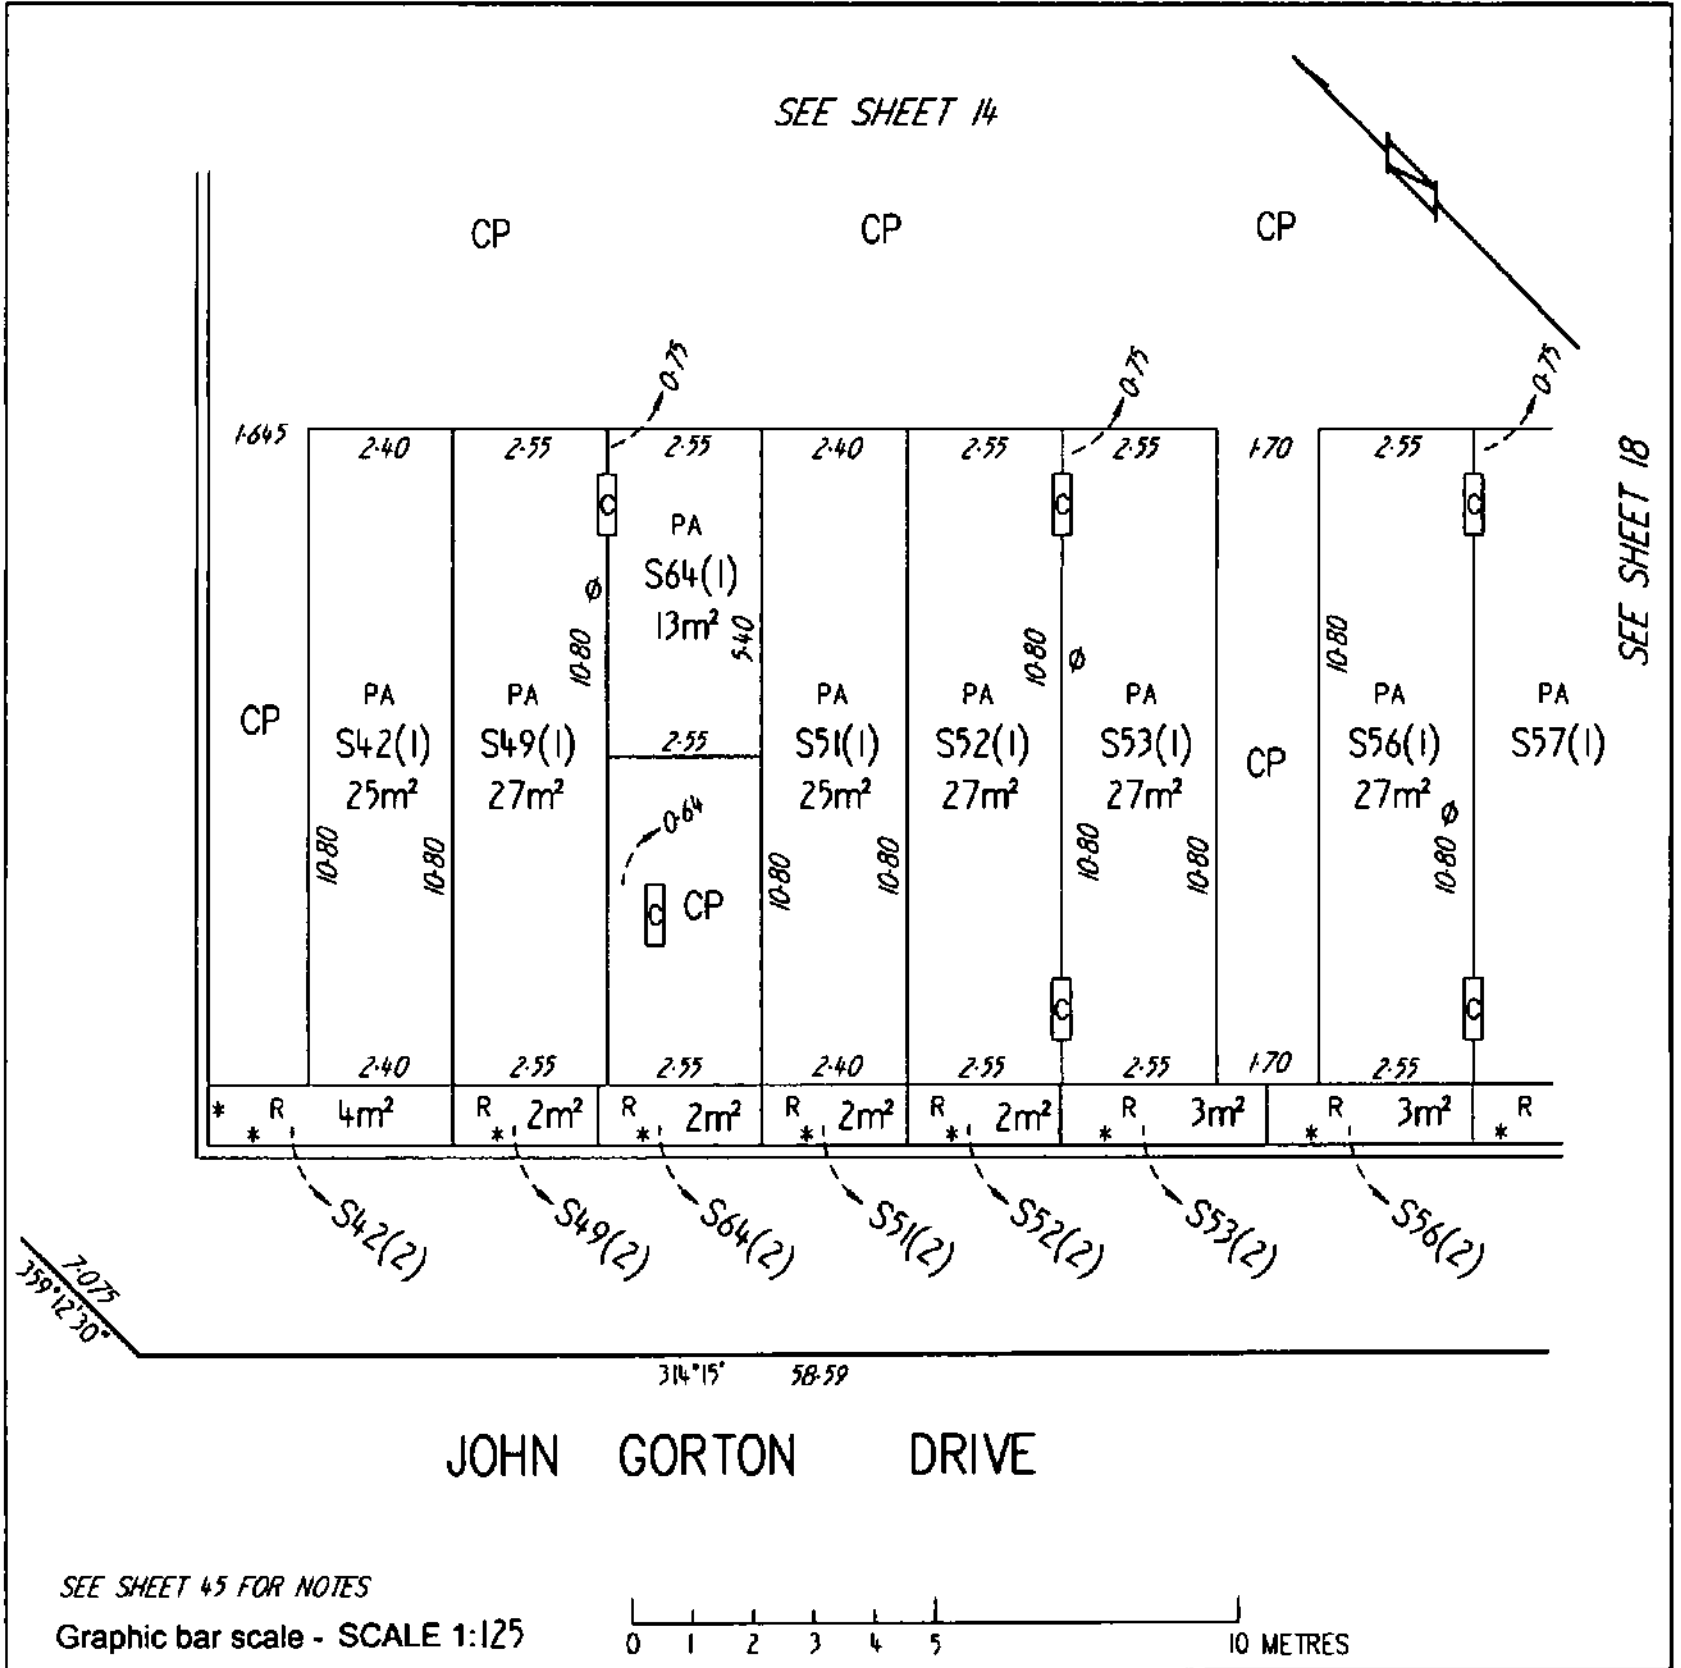 SEE SHEET 14
CP CP CP
0·75 0·75 0·75
1·645 2·40 2·55 2·55 2·40 2·55 2·55 1·70 2·55
SEE SHEET 18
C C C
PA
S64(1)
13m²
Ø
10·80 5·40 10·80 Ø 10·80
CP
PA PA PA PA PA PA PA
S42(1) S49(1) 2·55 S51(1) S52(1) S53(1) CP S56(1) S57(1)
25m² 27m² 25m² 27m² 27m² 27m² Ø
0·64
10·80 10·80 10·80 10·80 10·80 10·80 10·80
C CP
C C
2·40 2·55 2·55 2·40 2·55 2·55 1·70 2·55
* R 4m² R 2m² R 2m² R 2m² R 2m² R 3m² R 3m² R
* * * * * * * *
S42(2) S49(2) S64(2) S51(2) S52(2) S53(2) S56(2)
7·075
359°12'30"
314°15' 58·59
JOHN GORTON DRIVE
SEE SHEET 45 FOR NOTES
Graphic bar scale - SCALE 1:125
0 1 2 3 4 5 10 METRES